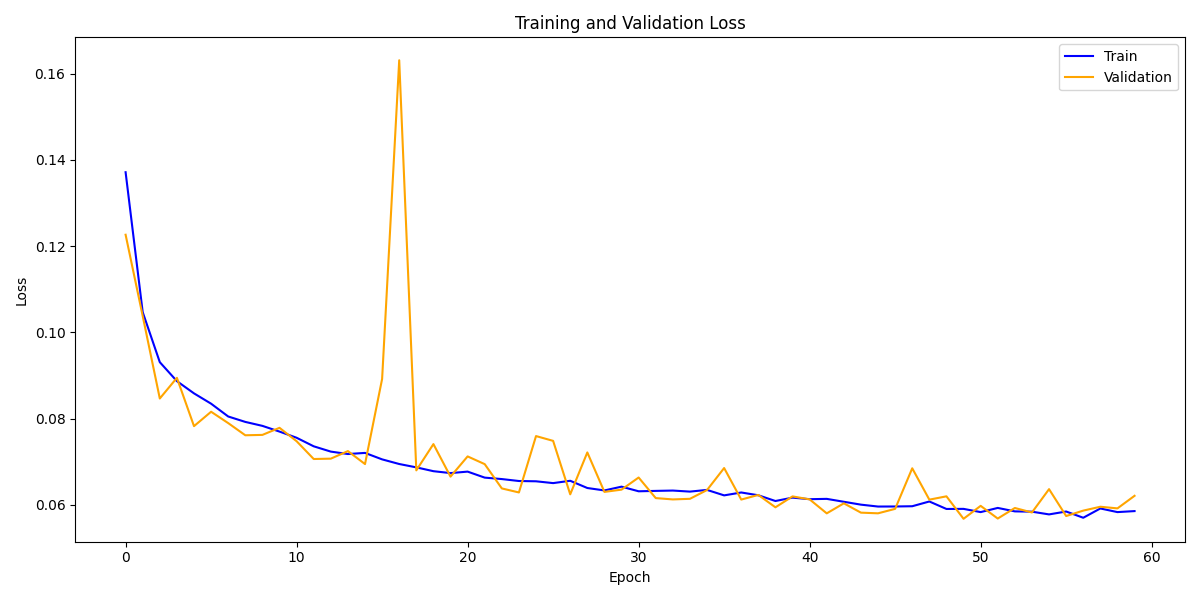 Training and Validation Loss
Train
Validation
0.16
0.14
0.12
0.10
0.08
0.06
Loss
0 10 20 30 40 50 60
Epoch